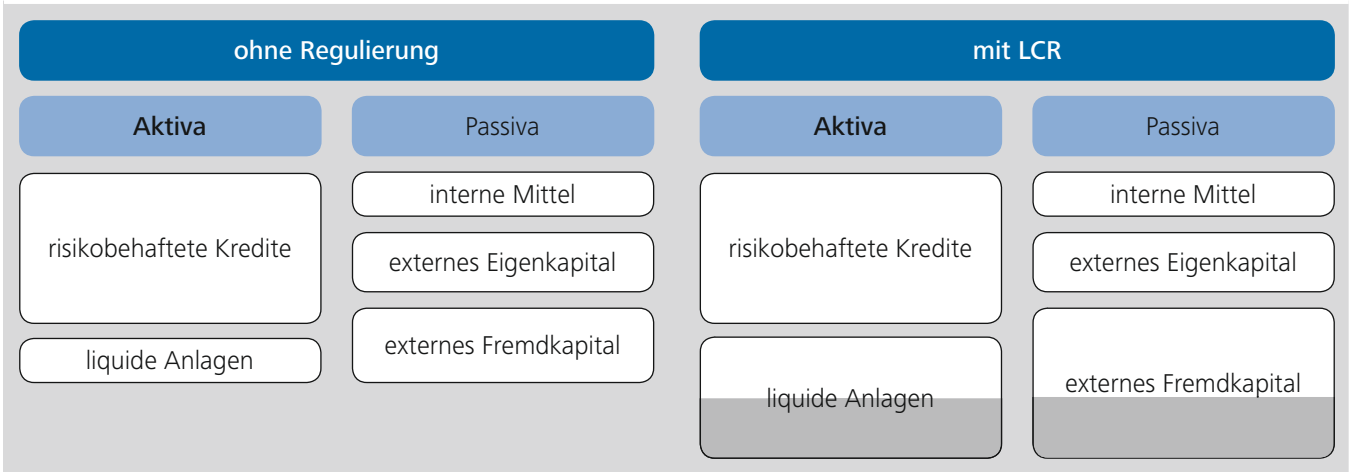 ohne Regulierung
Aktiva
Passiva
risikobehaftete Kredite
liquide Anlagen
interne Mittel
externes Eigenkapital
externes Fremdkapital
mit LCR
Aktiva
Passiva
risikobehaftete Kredite
liquide Anlagen
interne Mittel
externes Eigenkapital
externes Fremdkapital